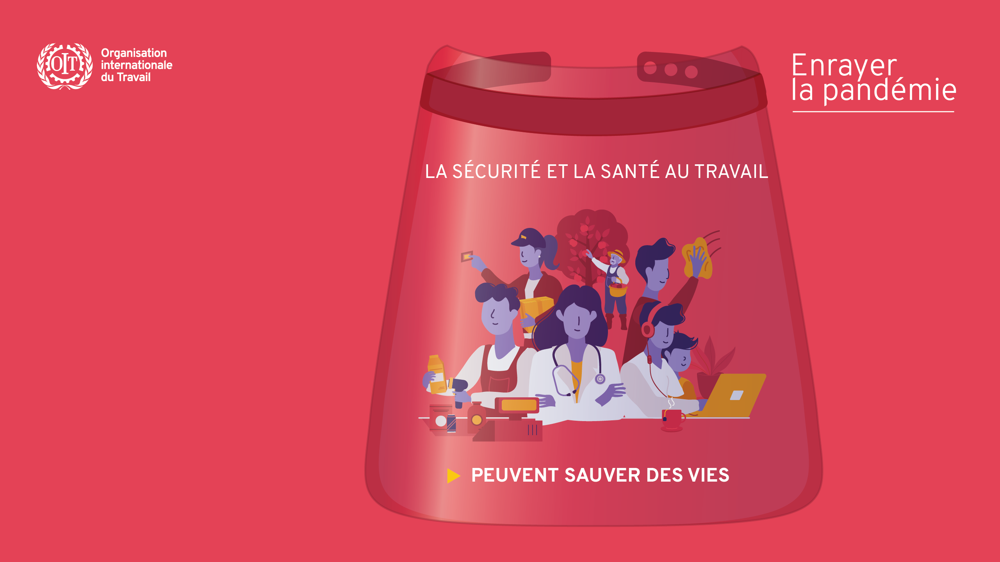 OIT
Organisation
internationale
du Travail
Enrayer
la pandémie
LA SÉCURITÉ ET LA SANTÉ AU TRAVAIL
PEUVENT SAUVER DES VIES